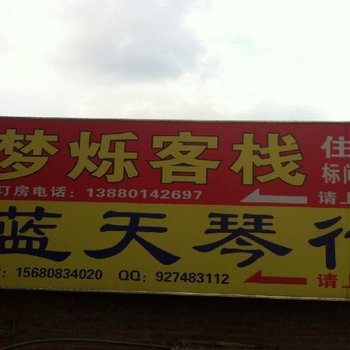 梦烁客栈
住
标间
订房电话：13880142697
请上
蓝天琴行
：15680834020 QQ：927483112
请上